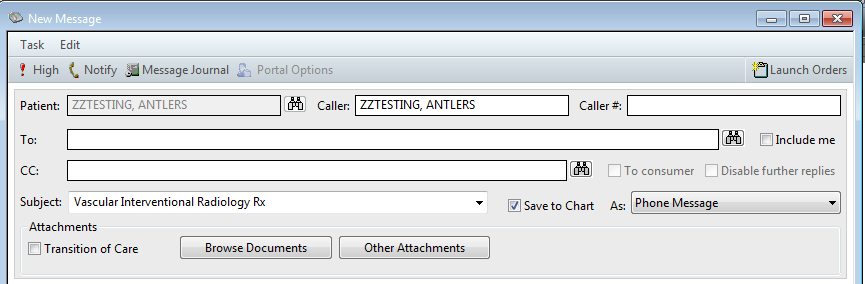 New Message
Task Edit
High Notify Message Journal Portal Options Launch Orders
Patient: ZZTESTING, ANTLERS Caller: ZZTESTING, ANTLERS Caller #:
To: Include me
CC: To consumer Disable further replies
Subject: Vascular Interventional Radiology Rx Save to Chart As: Phone Message
Attachments
Transition of Care Browse Documents Other Attachments